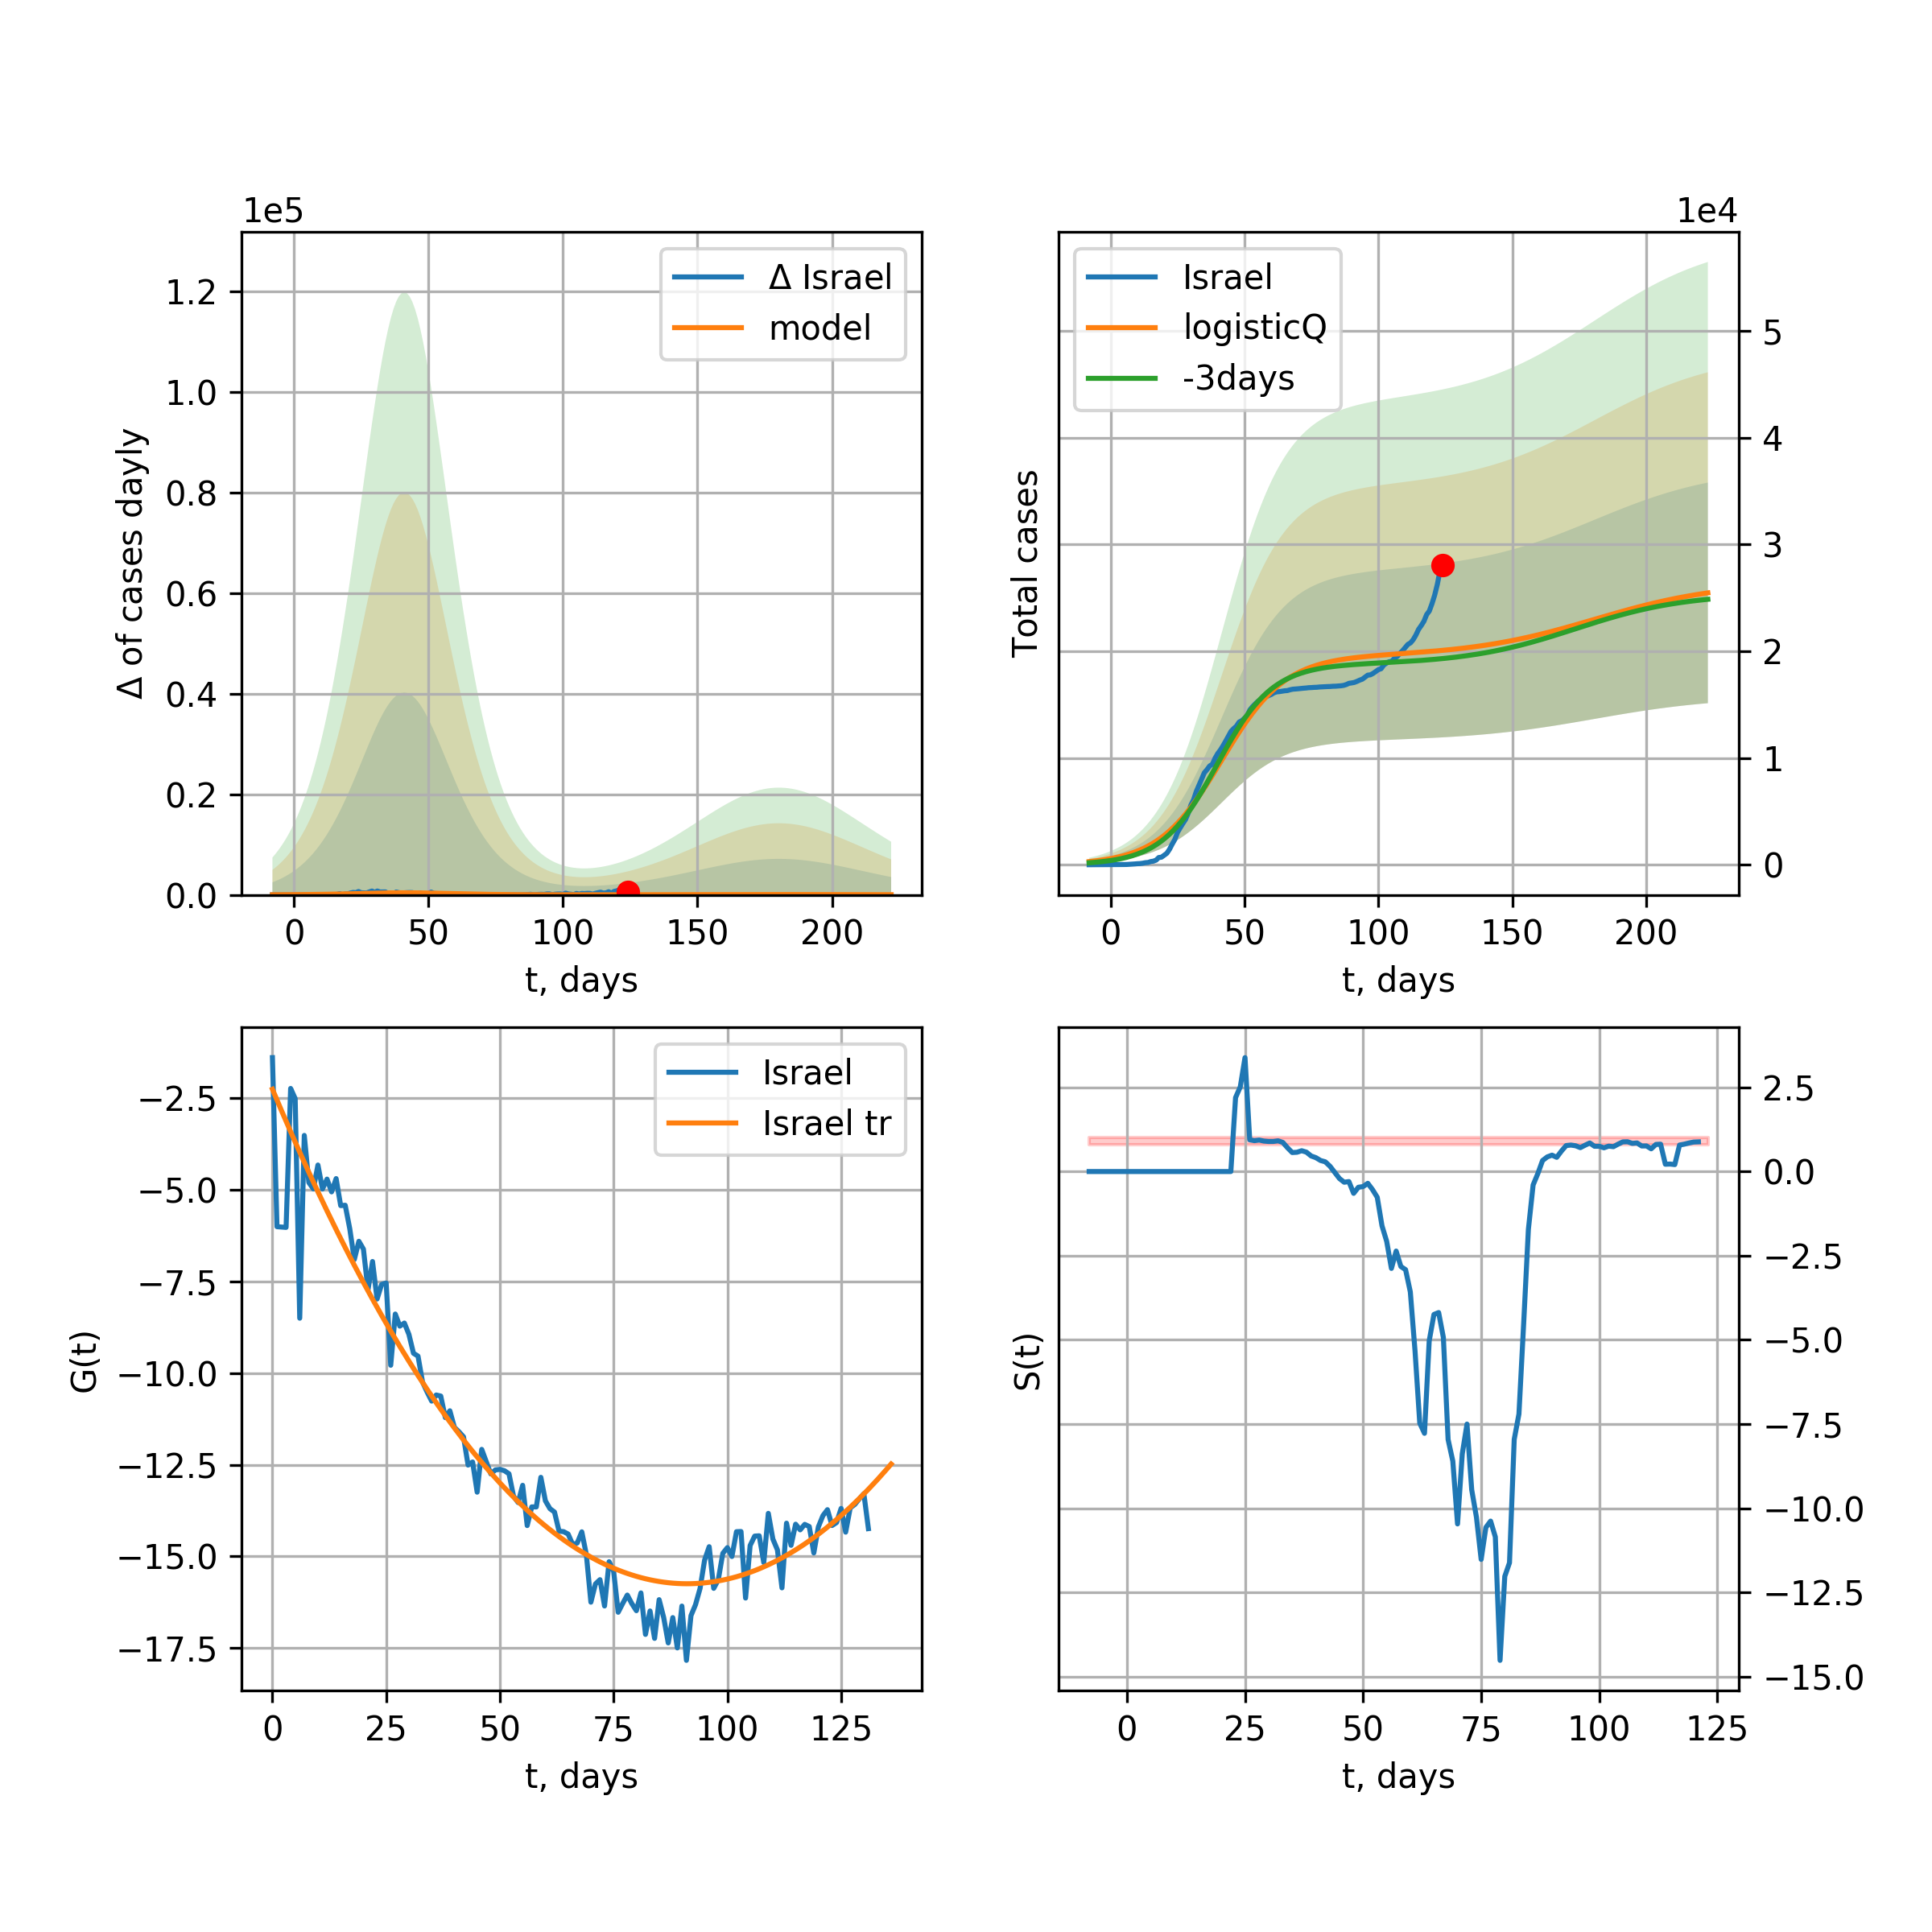 1e5
Δ of cases dayly
1.2
1.0
0.8
0.6
0.4
0.2
0.0
Δ Israel
model
0 50 100 150 200
t, days
1e4
Total cases
Israel
logisticQ
-3days
5
4
3
2
1
0
0 50 100 150 200
t, days
G(t)
−2.5
−5.0
−7.5
−10.0
−12.5
−15.0
−17.5
Israel
Israel tr
0 25 50 75 100 125
t, days
S(t)
2.5
0.0
−2.5
−5.0
−7.5
−10.0
−12.5
−15.0
0 25 50 75 100 125
t, days